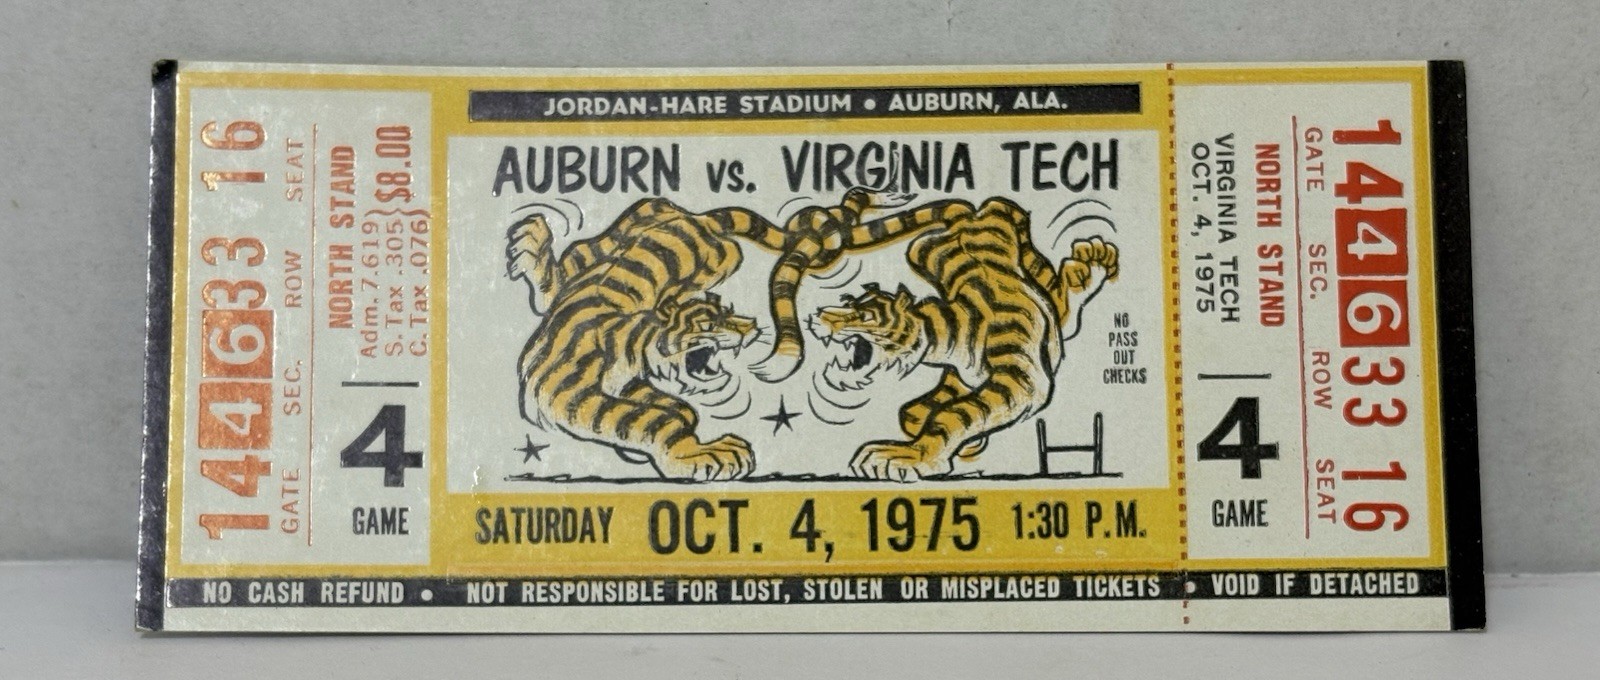 14 46 33 16
GATE SEC. ROW SEAT
NORTH STAND
Adm. 7.619} $8.00
S. Tax .305}
C. Tax .076}
4
GAME
JORDAN-HARE STADIUM • AUBURN, ALA.
AUBURN vs. VIRGINIA TECH
NO
PASS
OUT
CHECKS
SATURDAY OCT. 4, 1975 1:30 P.M.
14 46 33 16
GATE SEC. ROW SEAT
NORTH STAND
VIRGINIA TECH
OCT. 4, 1975
4
GAME
NO CASH REFUND • NOT RESPONSIBLE FOR LOST, STOLEN OR MISPLACED TICKETS • VOID IF DETACHED